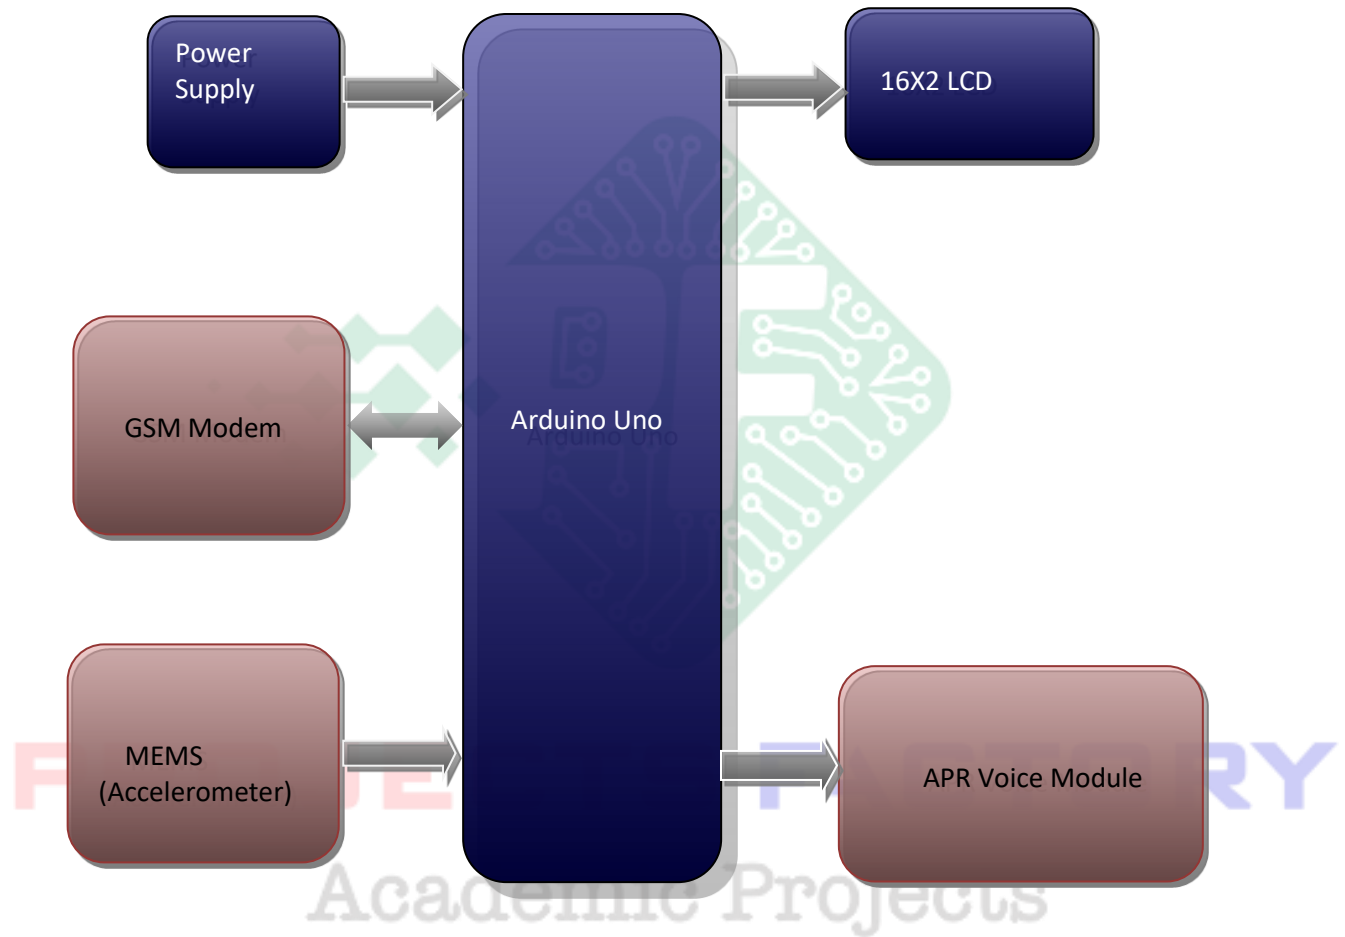 Power
Supply
16X2 LCD
GSM Modem
Arduino Uno
MEMS
(Accelerometer)
APR Voice Module
Academic Projects